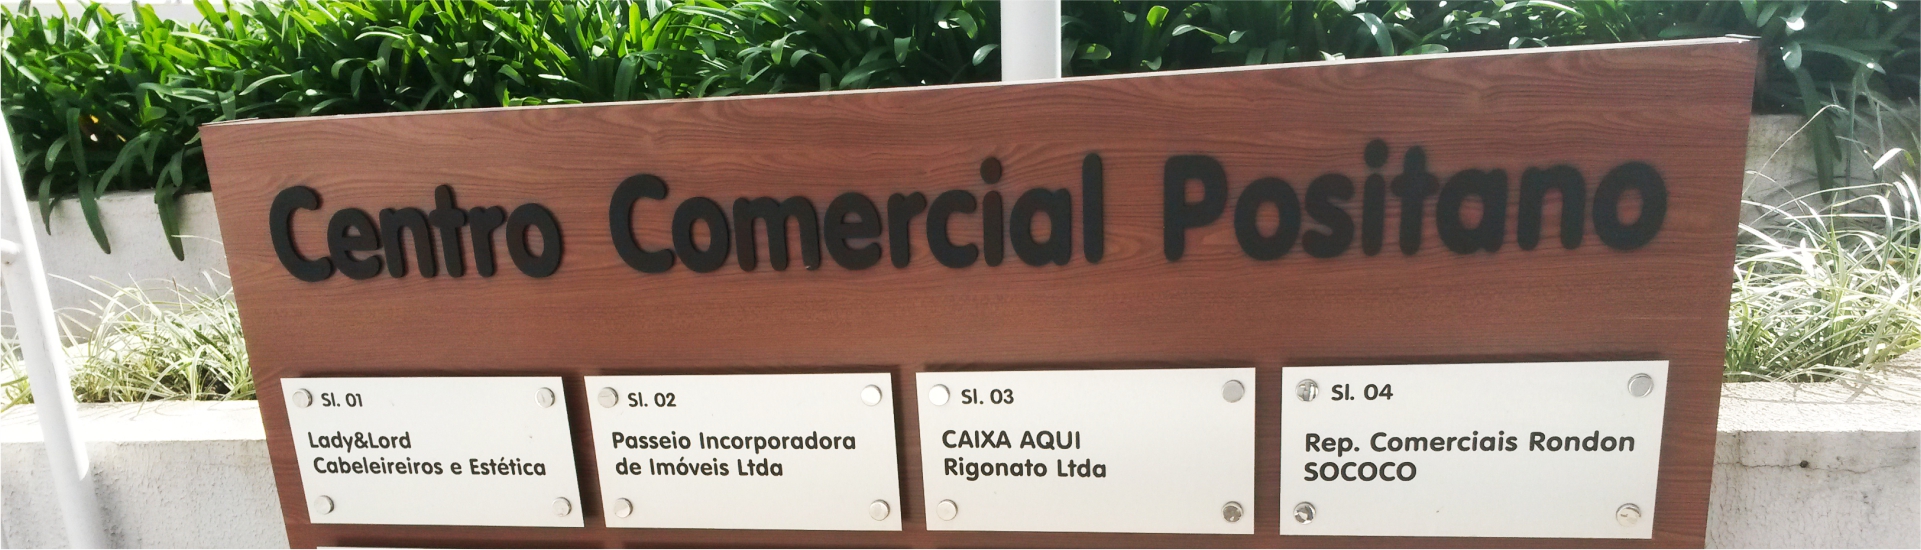 Centro Comercial Positano
Sl. 01
Lady&Lord
Cabeleireiros e Estética
Sl. 02
Passeio Incorporadora
de Imóveis Ltda
Sl. 03
CAIXA AQUI
Rigonato Ltda
Sl. 04
Rep. Comerciais Rondon
SOCOCO